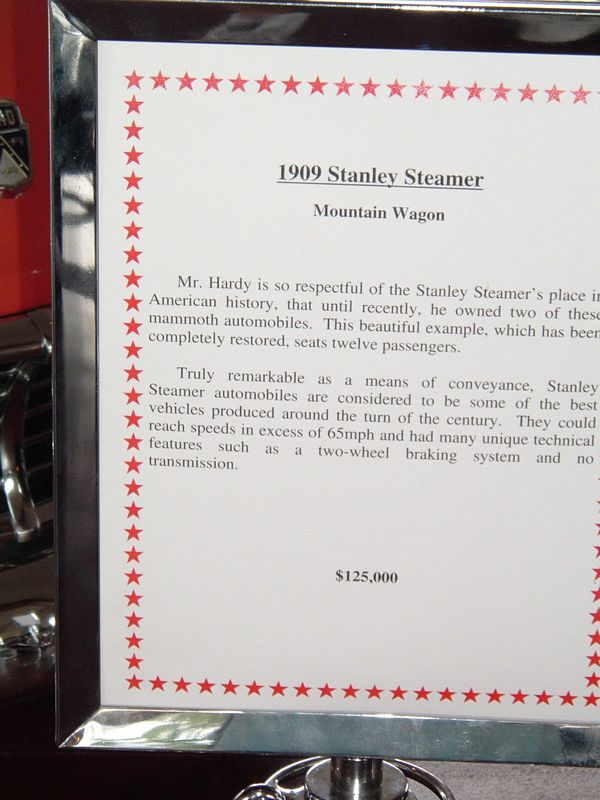 1909 Stanley Steamer
Mountain Wagon
Mr. Hardy is so respectful of the Stanley Steamer's place in
American history, that until recently, he owned two of these
mammoth automobiles. This beautiful example, which has been
completely restored, seats twelve passengers.
Truly remarkable as a means of conveyance, Stanley
Steamer automobiles are considered to be some of the best
vehicles produced around the turn of the century. They could
reach speeds in excess of 65mph and had many unique technical
features such as a two-wheel braking system and no
transmission.
$125,000